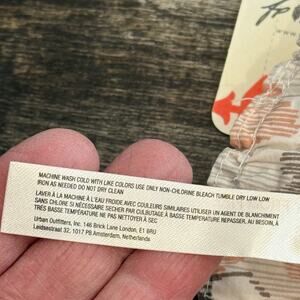 MACHINE WASH COLD WITH LIKE COLORS USE ONLY NON-CHLORINE BLEACH TUMBLE DRY LOW LOW
IRON AS NEEDED DO NOT DRY CLEAN
LAVER À LA MACHINE À L'EAU FROIDE AVEC COULEURS SIMILAIRES UTILISER UN AGENT DE BLANCHIMENT
SANS CHLORE SI NÉCESSAIRE SÉCHER PAR CULBUTAGE À BASSE TEMPÉRATURE REPASSER, AU BESOIN, À
TRÈS BASSE TEMPÉRATURE NE PAS NETTOYER À SEC
Urban Outfitters, Inc. 146 Brick Lane London, E1 6RU
Leidsestraat 32, 1017 PB Amsterdam, Netherlands